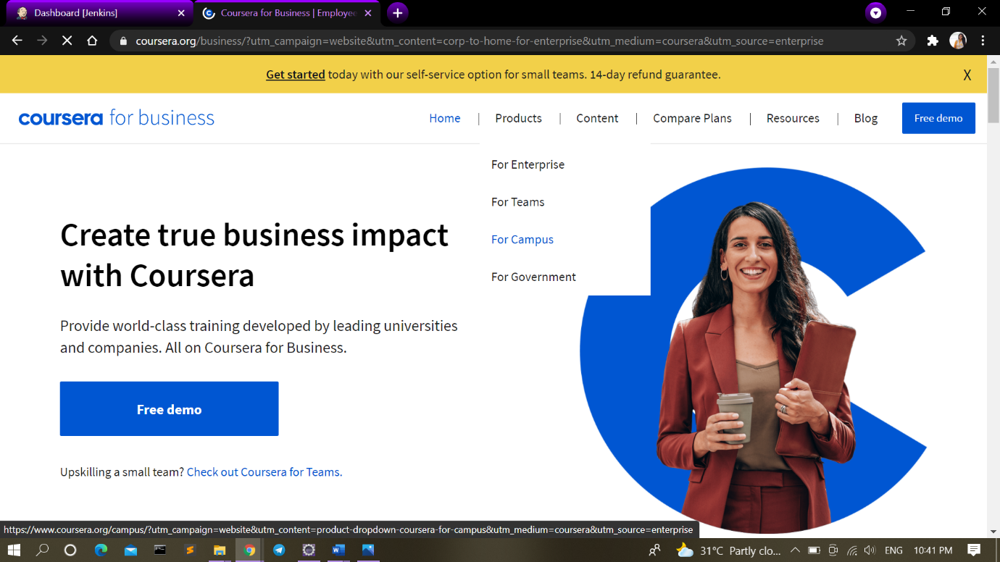 Dashboard [Jenkins]
Coursera for Business | Employee
coursera.org/business/?utm_campaign=website&utm_content=corp-to-home-for-enterprise&utm_medium=coursera&utm_source=enterprise
Get started today with our self-service option for small teams. 14-day refund guarantee.
X
coursera for business
Home | Products | Content | Compare Plans | Resources | Blog
Free demo
For Enterprise
For Teams
For Campus
For Government
Create true business impact
with Coursera
Provide world-class training developed by leading universities
and companies. All on Coursera for Business.
Free demo
Upskilling a small team? Check out Coursera for Teams.
https://www.coursera.org/campus/?utm_campaign=website&utm_content=product-dropdown-coursera-for-campus&utm_medium=coursera&utm_source=enterprise
31°C Partly clo...
ENG
10:41 PM